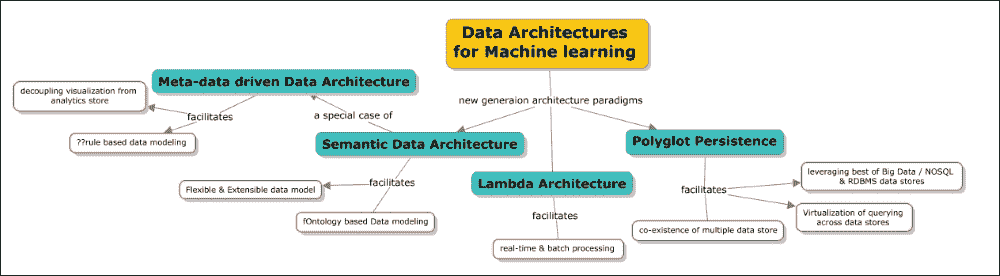 Data Architectures
for Machine learning
Meta-data driven Data Architecture
decoupling visualization from
analytics store
facilitates
??rule based data modeling
a special case of
new generaion architecture paradigms
Semantic Data Architecture
Polyglot Persistence
facilitates
Flexible & Extensible data model
fOntology based Data modeling
Lambda Architecture
facilitates
real-time & batch processing
facilitates
leveraging best of Big Data / NOSQL
& RDBMS data stores
Virtualization of querying
across data stores
co-existence of multiple data store